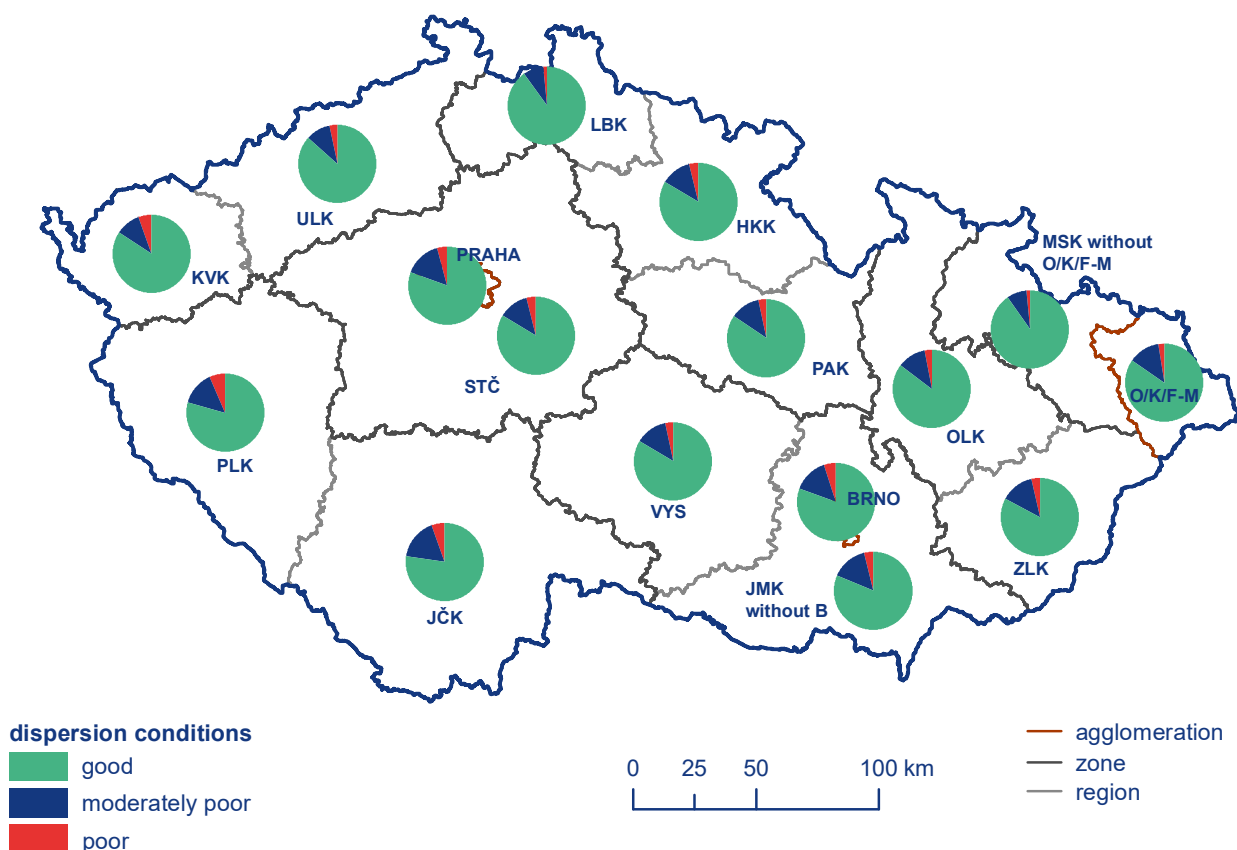 LBK
ULK
HKK
MSK without
O/K/F-M
PRAHA
KVK
STČ
PAK
O/K/F-M
OLK
PLK
BRNO
VYS
ZLK
JMK
without B
JČK
dispersion conditions
good
moderately poor
poor
0 25 50 100 km
agglomeration
zone
region